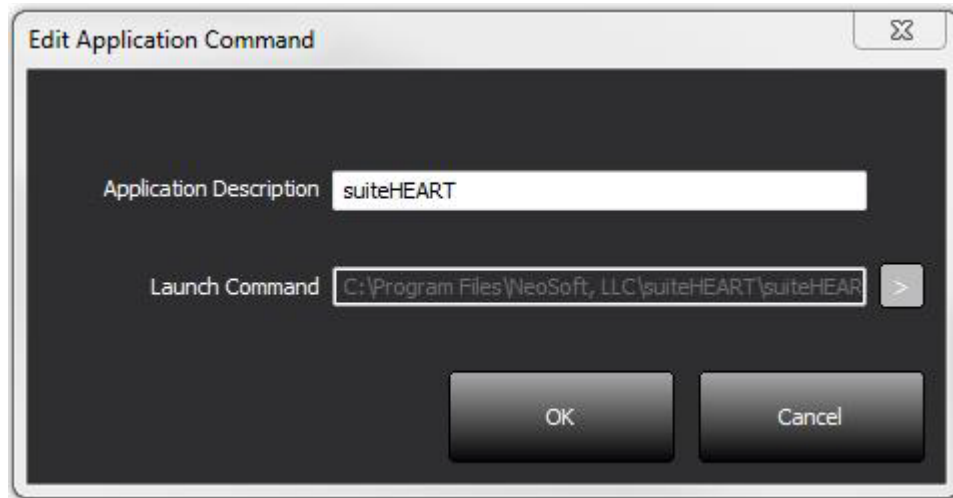 Edit Application Command
Application Description suiteHEART
Launch Command C:\Program Files\NeoSoft, LLC\suiteHEART\suiteHEAR >
OK Cancel